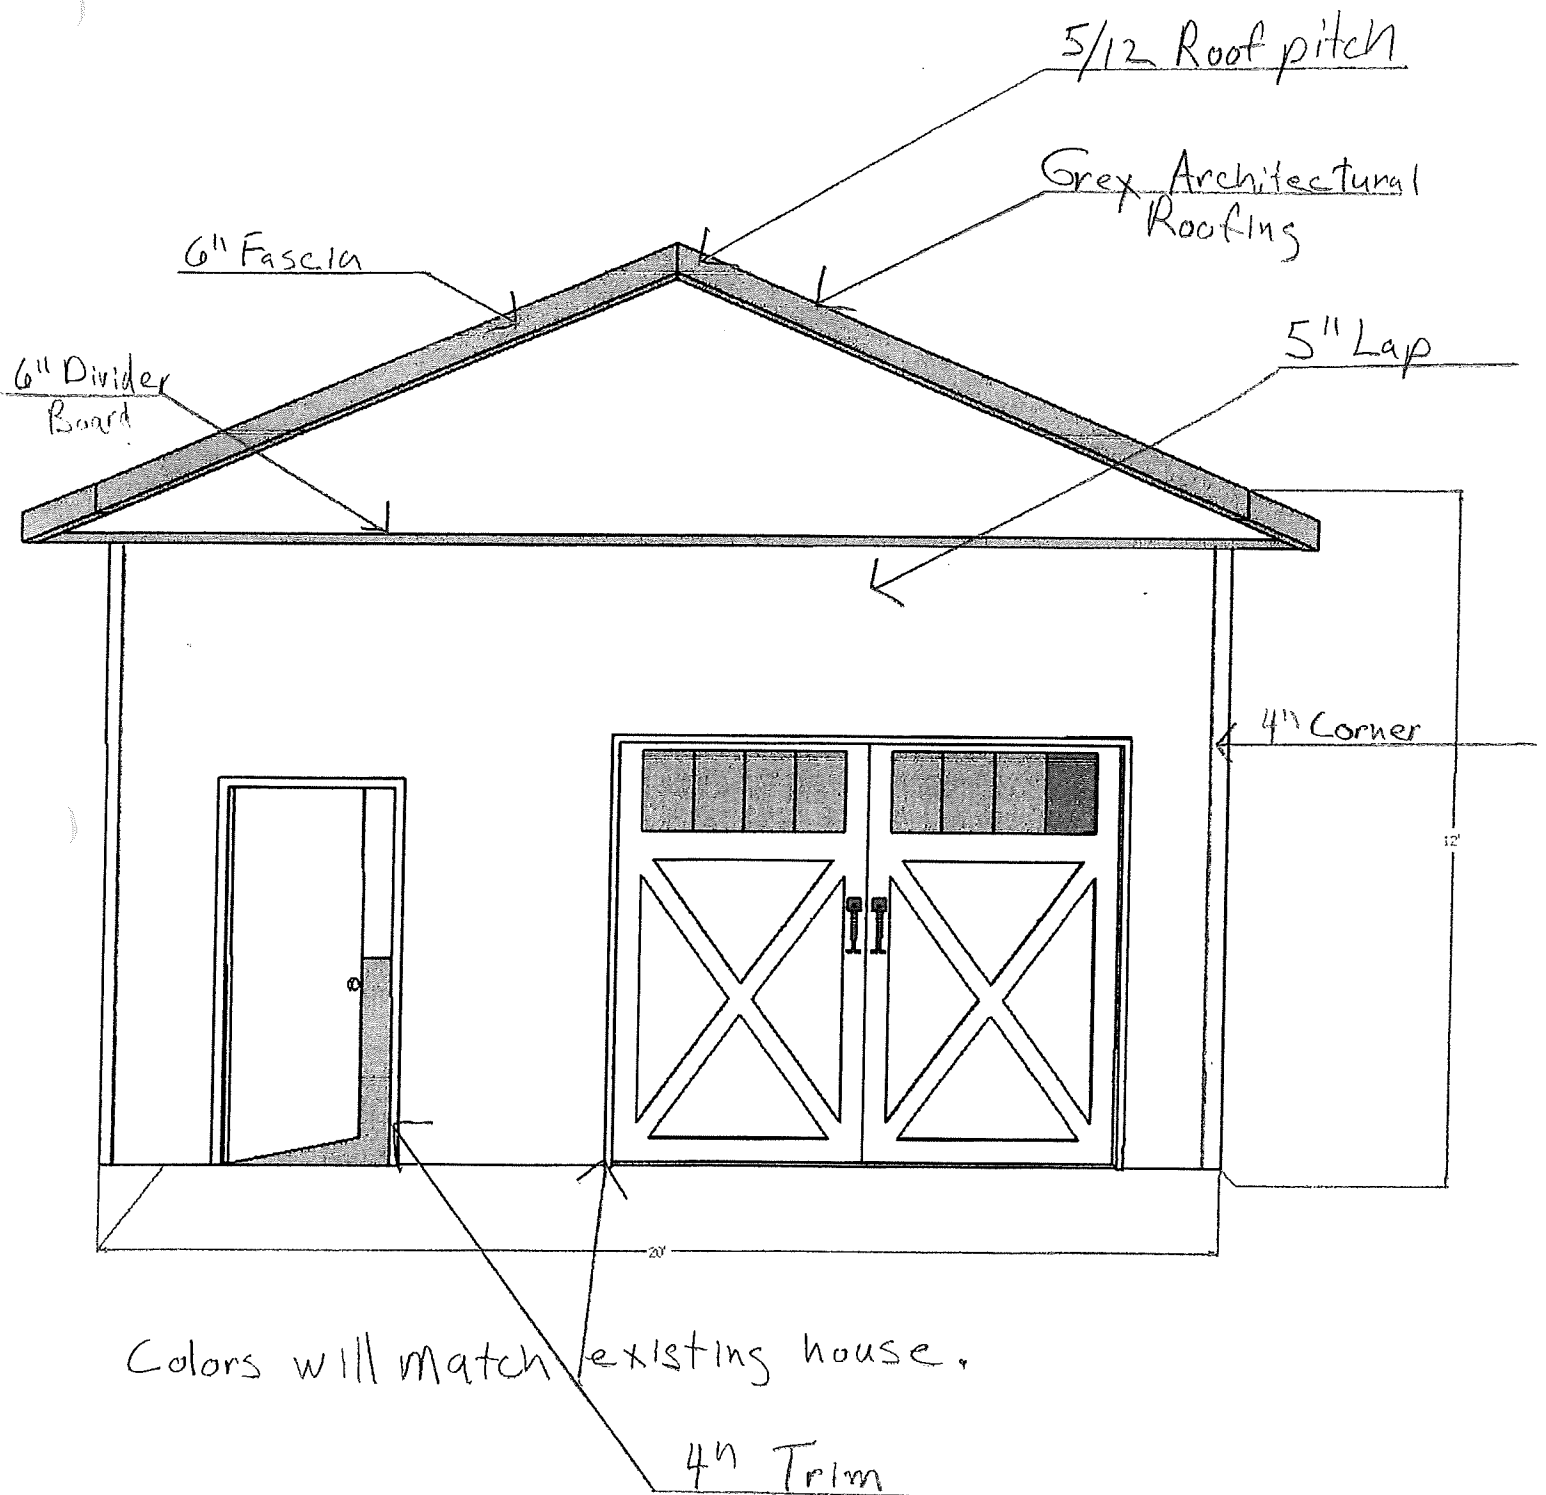 5/12 Roof pitch
Grey Architectural
Roofing
6" Fascia
5" Lap
6" Divider
Board
4" Corner
12'
20'
Colors will match existing house.
4" Trim